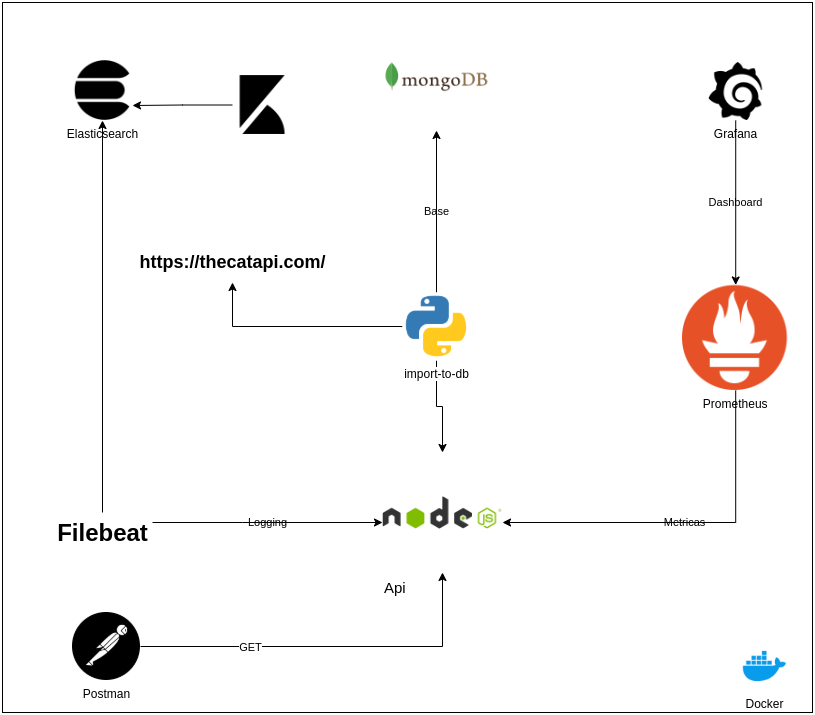 mongoDB
Elasticsearch
Grafana
Dashboard
Base
https://thecatapi.com/
import-to-db
Prometheus
node
JS
Filebeat
Logging
Metricas
Api
GET
Postman
Docker